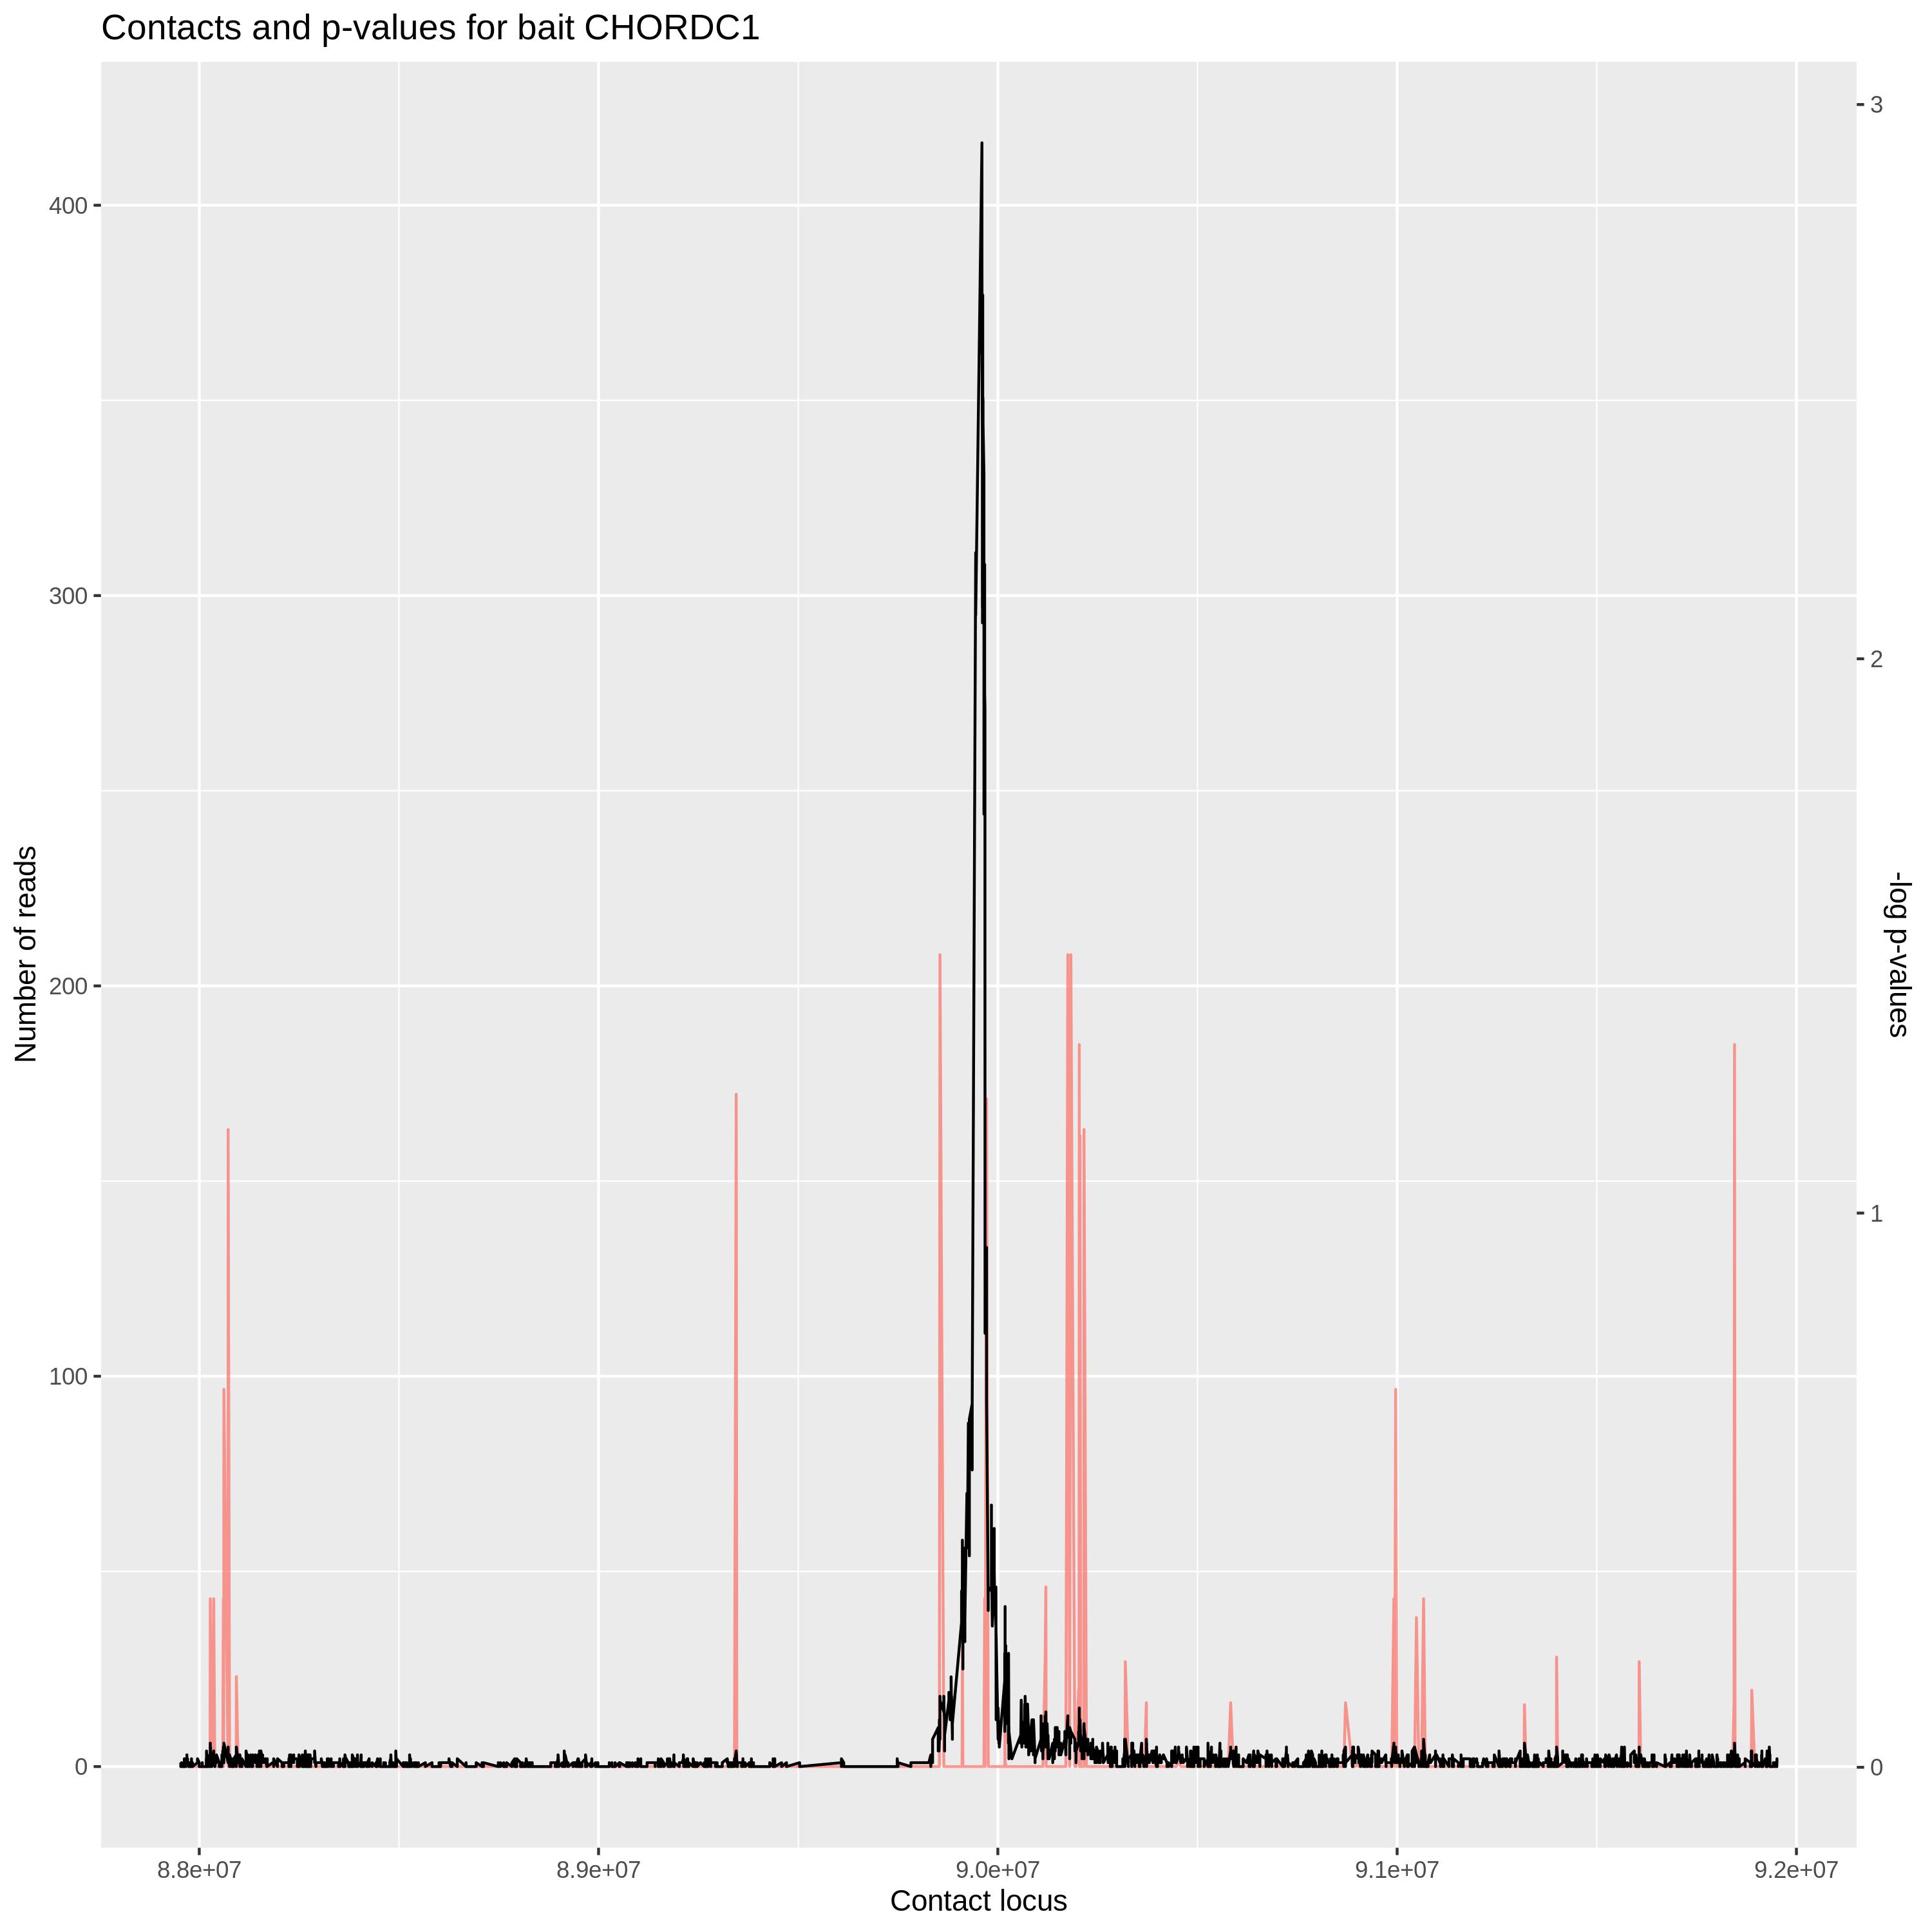 Contacts and p-values for bait CHORDC1
400
300
200
100
0
Number of reads
3
2
1
0
-log p-values
8.8e+07
8.9e+07
9.0e+07
9.1e+07
9.2e+07
Contact locus